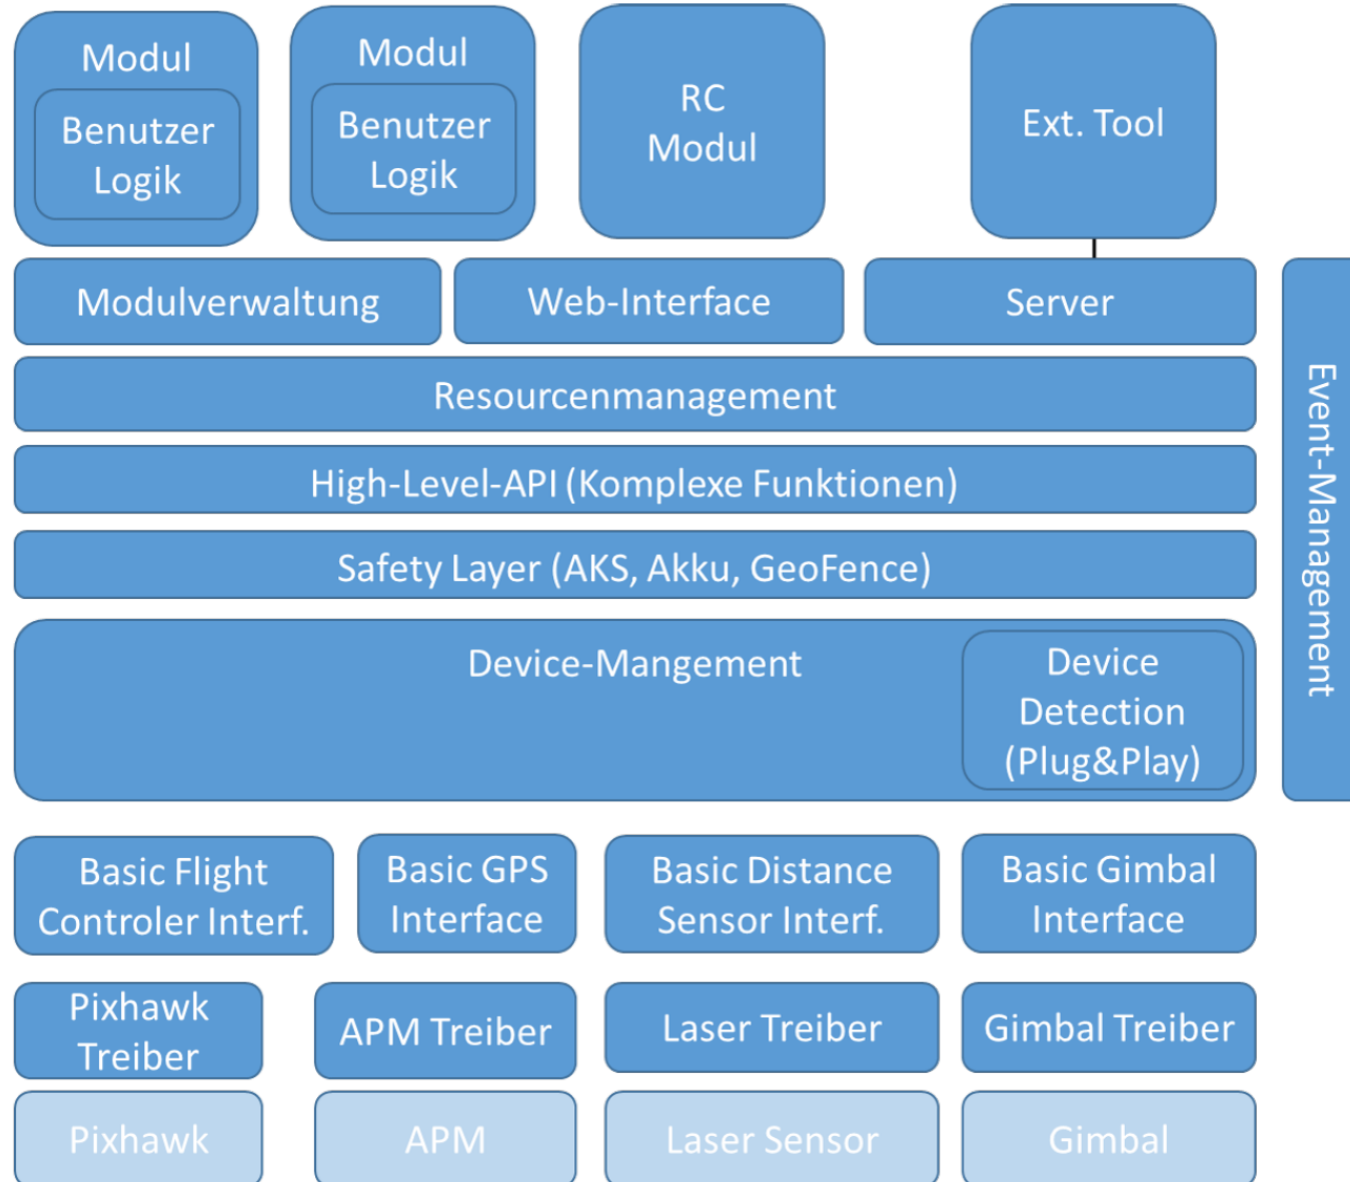 Modul
Benutzer
Logik
Modul
Benutzer
Logik
RC
Modul
Ext. Tool
Modulverwaltung
Web-Interface
Server
Event-Management
Resourcenmanagement
High-Level-API (Komplexe Funktionen)
Safety Layer (AKS, Akku, GeoFence)
Device-Mangement
Device
Detection
(Plug&Play)
Basic Flight
Controler Interf.
Basic GPS
Interface
Basic Distance
Sensor Interf.
Basic Gimbal
Interface
Pixhawk
Treiber
APM Treiber
Laser Treiber
Gimbal Treiber
Pixhawk
APM
Laser Sensor
Gimbal